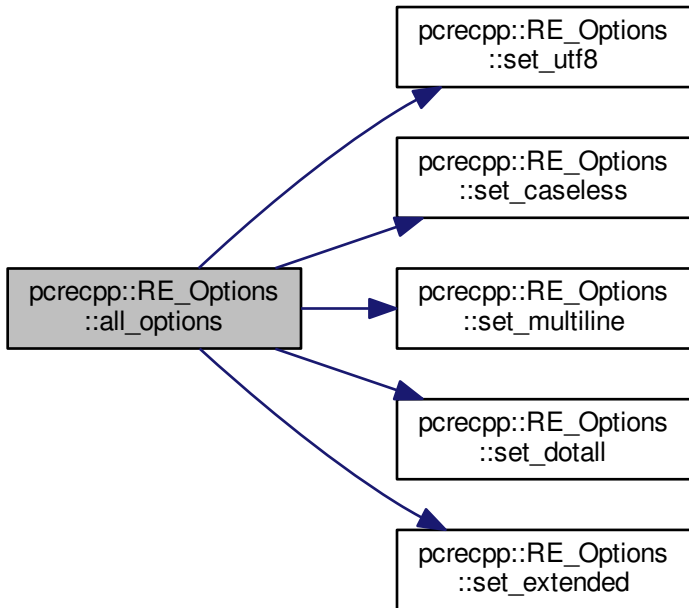 pcrecpp::RE_Options
::set_utf8
pcrecpp::RE_Options
::set_caseless
pcrecpp::RE_Options
::all_options
pcrecpp::RE_Options
::set_multiline
pcrecpp::RE_Options
::set_dotall
pcrecpp::RE_Options
::set_extended